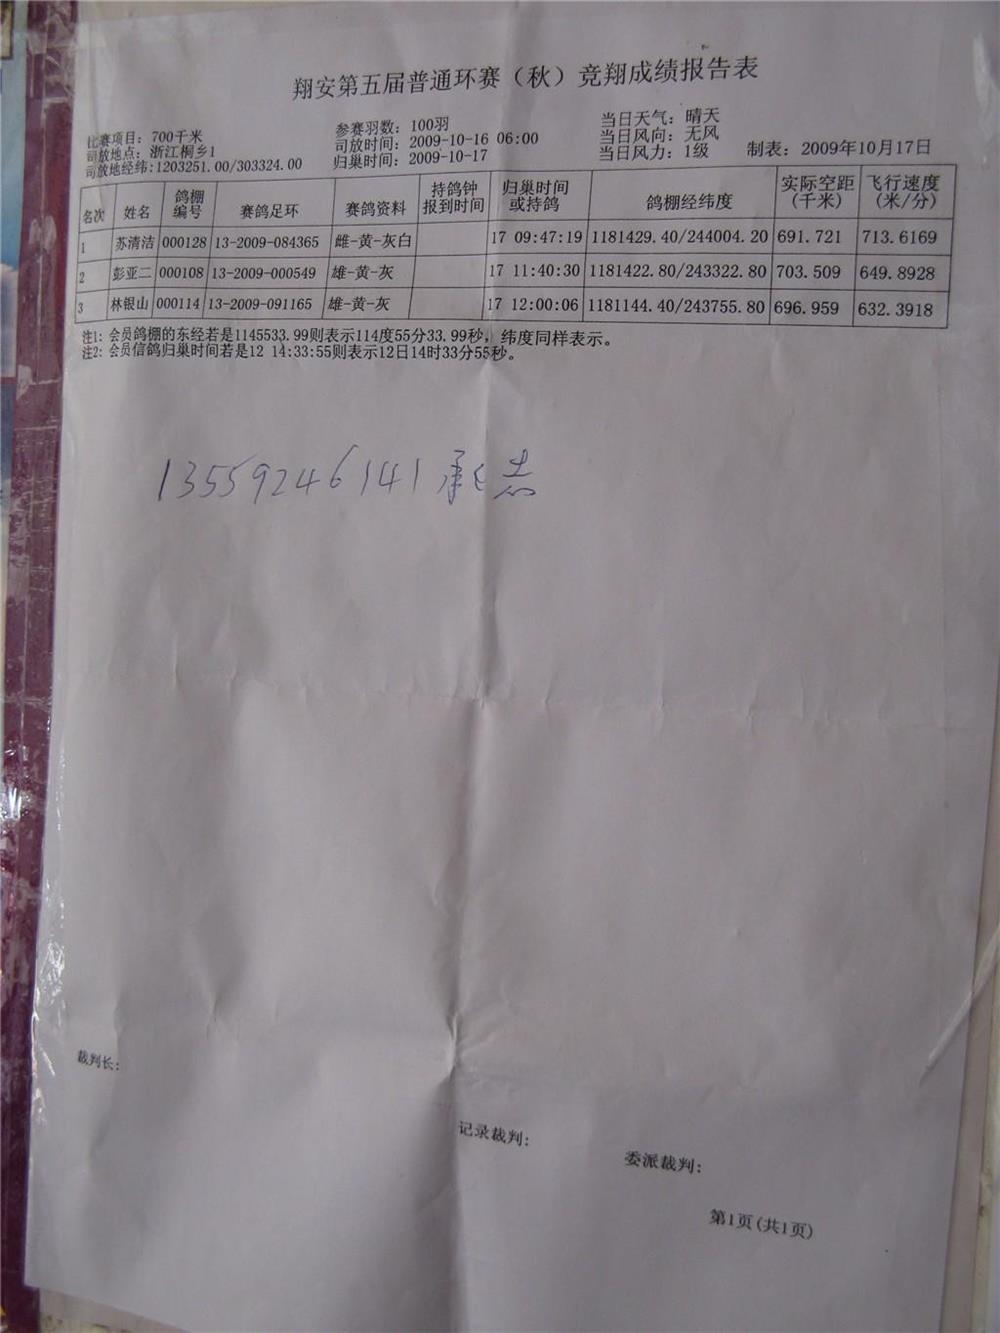 翔安第五届普通环赛（秋）竞翔成绩报告表
比赛项目：700千米 参赛羽数：100羽 当日天气：晴天
司放地点：浙江桐乡1 司放时间：2009-10-16 06:00 当日风向：无风
司放地经纬:1203251.00/303324.00 归巢时间：2009-10-17 当日风力：1级 制表：2009年10月17日
名次 姓名 鸽棚编号 赛鸽足环 赛鸽资料 持鸽钟报到时间 归巢时间或持鸽 鸽棚经纬度 实际空距(千米) 飞行速度(米/分)
1 苏清洁 000128 13-2009-084365 雌-黄-灰白 17 09:47:19 1181429.40/244004.20 691.721 713.6169
2 彭亚二 000108 13-2009-000549 雄-黄-灰 17 11:40:30 1181422.80/243322.80 703.509 649.8928
3 林银山 000114 13-2009-091165 雄-黄-灰 17 12:00:06 1181144.40/243755.80 696.959 632.3918
注1: 会员鸽棚的东经若是1145533.99则表示114度55分33.99秒，纬度同样表示。
注2: 会员信鸽归巢时间若是12 14:33:55则表示12日14时33分55秒。
13559246141 志
裁判长:
记录裁判:
委派裁判:
第1页(共1页)